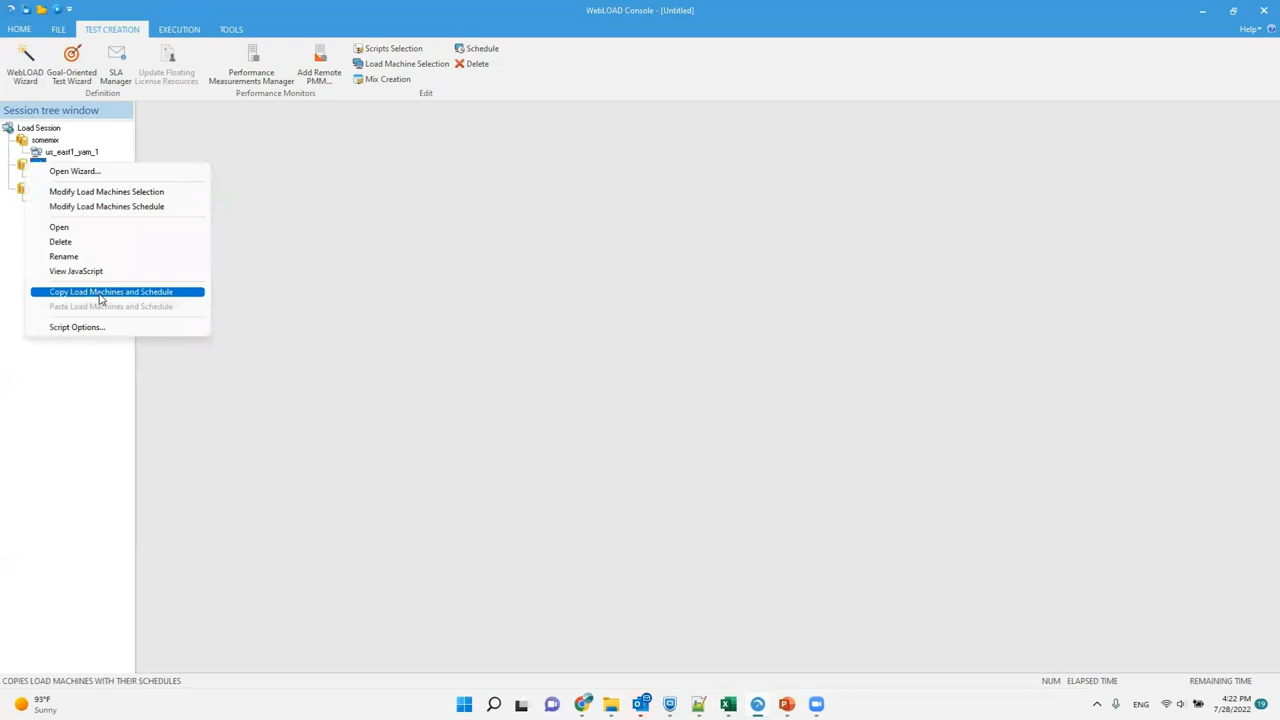 WebLOAD Console - [Untitled]
HOME FILE TEST CREATION EXECUTION TOOLS Help
WebLOAD Wizard
Goal-Oriented Test Wizard
SLA Manager
Update Floating License Resources
Definition
Performance Measurements Manager
Add Remote PMM...
Performance Monitors
Scripts Selection
Load Machine Selection
Mix Creation
Schedule
Delete
Edit
Session tree window
Load Session
somemix
us_east1_yam_1
Open Wizard...
Modify Load Machines Selection
Modify Load Machines Schedule
Open
Delete
Rename
View JavaScript
Copy Load Machines and Schedule
Paste Load Machines and Schedule
Script Options...
COPIES LOAD MACHINES WITH THEIR SCHEDULES
NUM ELAPSED TIME REMAINING TIME
93°F
Sunny
ENG
4:22 PM
7/28/2022
19